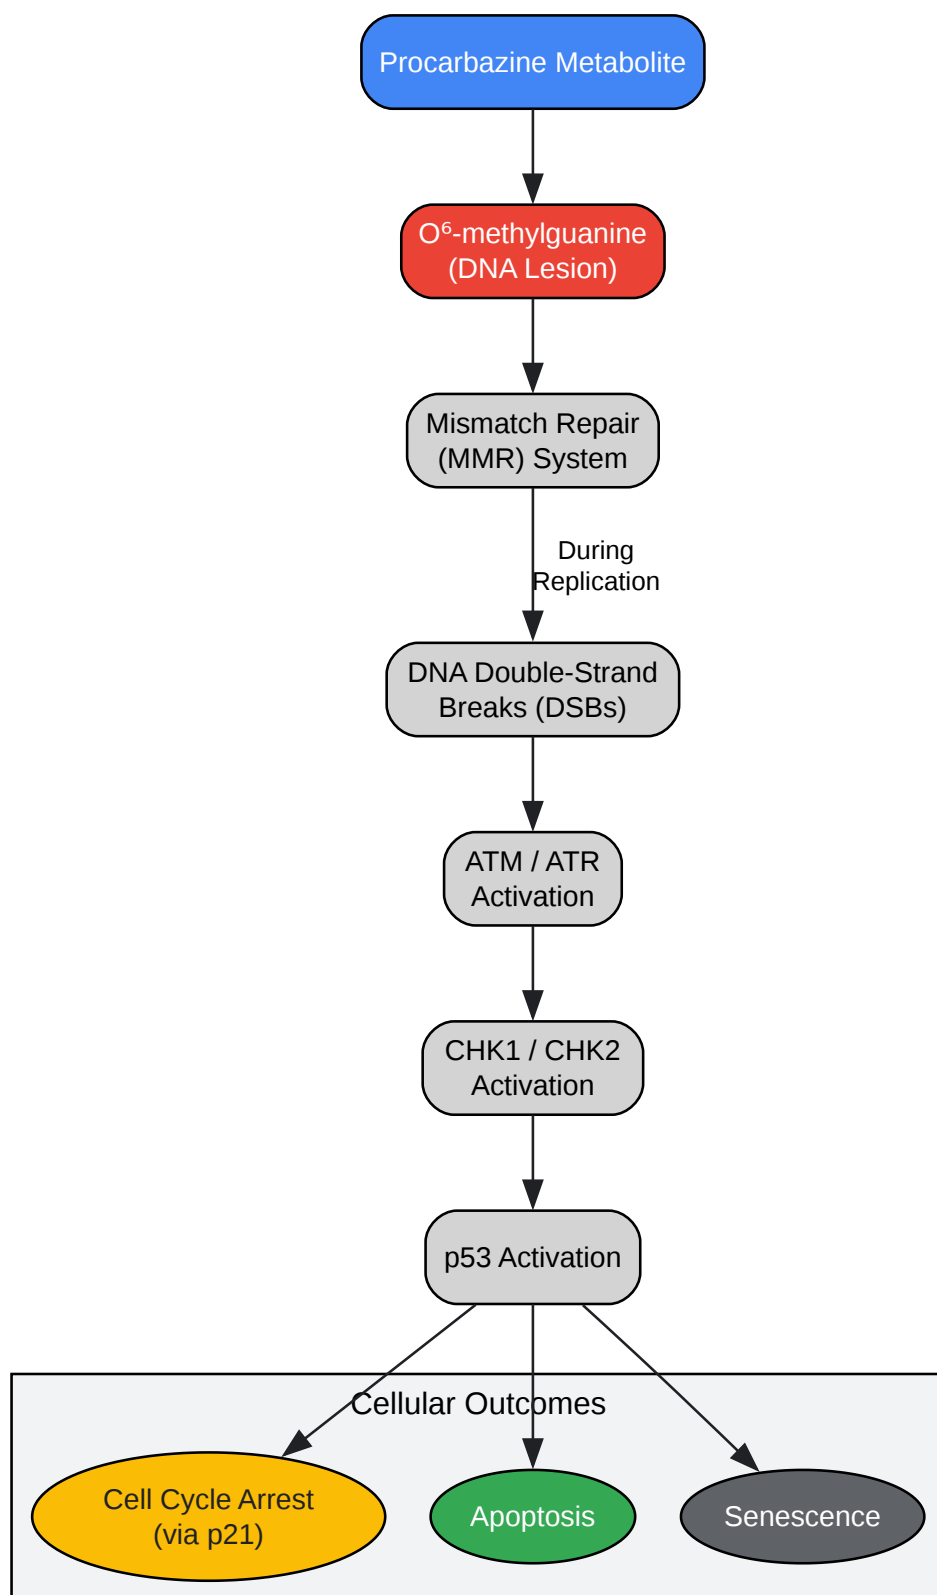 Procarbazine Metabolite
O⁶-methylguanine
(DNA Lesion)
Mismatch Repair
(MMR) System
During
Replication
DNA Double-Strand
Breaks (DSBs)
ATM / ATR
Activation
CHK1 / CHK2
Activation
p53 Activation
Cellular Outcomes
Cell Cycle Arrest
(via p21)
Apoptosis
Senescence